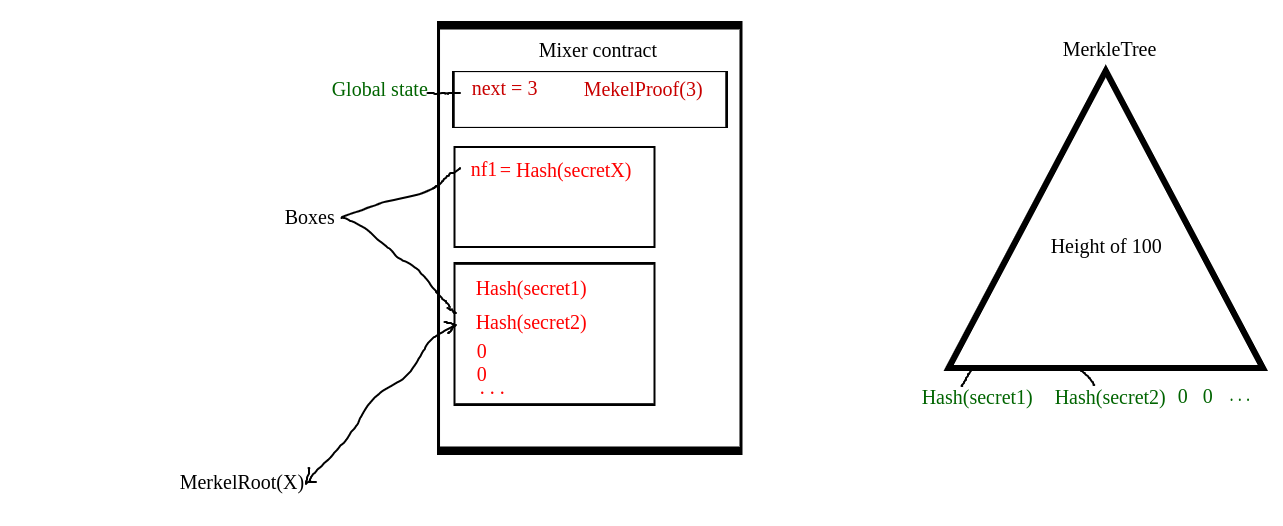 Mixer contract
Global state
next = 3
MekelProof(3)
nf1 = Hash(secretX)
Boxes
Hash(secret1)
Hash(secret2)
0
0
. . .
MerkelRoot(X)
MerkleTree
Height of 100
Hash(secret1) Hash(secret2) 0 0 . . .